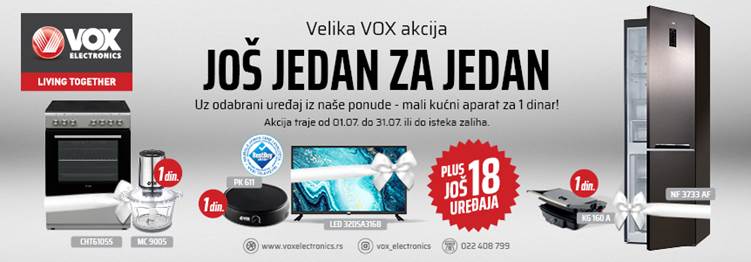 VOX
ELECTRONICS
LIVING TOGETHER
Velika VOX akcija
JOŠ JEDAN ZA JEDAN
Uz odabrani uređaj iz naše ponude - mali kućni aparat za 1 dinar!
Akcija traje od 01.07. do 31.07. ili do isteka zaliha.
1 din.
CHT6105S
MC 9005
BestBuy
PK 611
1 din.
LED 32DSA316B
PLUS
JOŠ 18
UREĐAJA
1 din.
KG 160 A
NF 3733 AF
www.voxelectronics.rs
vox_electronics
022 408 799